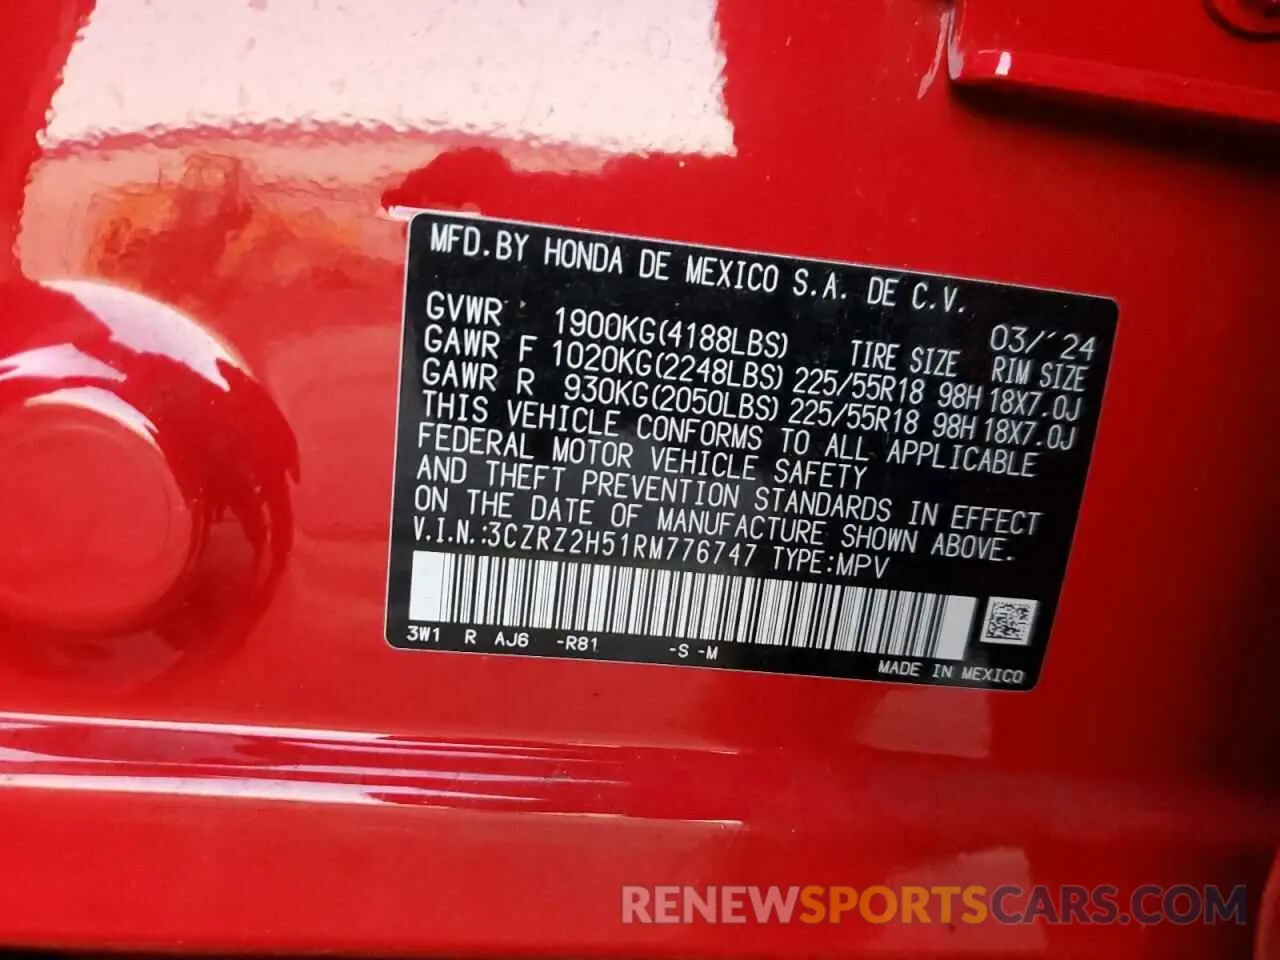 MFD.BY HONDA DE MEXICO S.A. DE C.V.
03/'24
GVWR 1900KG(4188LBS) TIRE SIZE RIM SIZE
GAWR F 1020KG(2248LBS) 225/55R18 98H 18X7.0J
GAWR R 930KG(2050LBS) 225/55R18 98H 18X7.0J
THIS VEHICLE CONFORMS TO ALL APPLICABLE
FEDERAL MOTOR VEHICLE SAFETY
AND THEFT PREVENTION STANDARDS IN EFFECT
ON THE DATE OF MANUFACTURE SHOWN ABOVE.
V.I.N.:3CZRZ2H51RM776747 TYPE:MPV
3W1 R AJ6 -R81 -S -M
MADE IN MEXICO
RENEWSPORTSCARS.COM